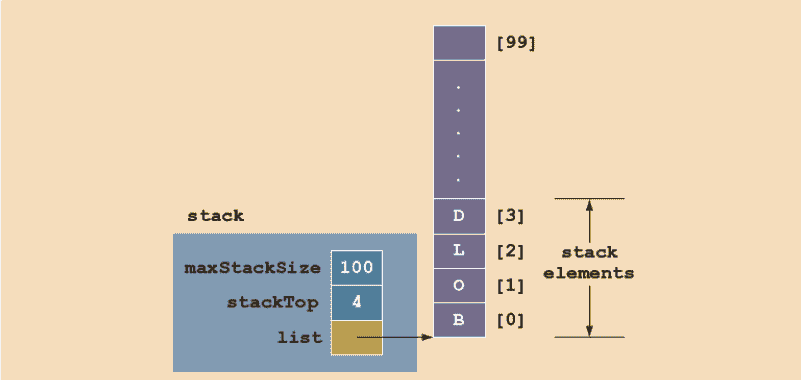 [99]
.
.
.
.
.
stack
D [3]
L [2]
stack
elements
maxStackSize 100
O [1]
stackTop 4
B [0]
list